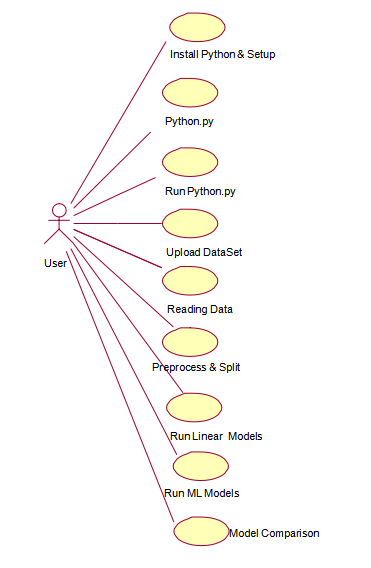 Install Python & Setup
Python.py
Run Python.py
Upload DataSet
User
Reading Data
Preprocess & Split
Run Linear Models
Run ML Models
Model Comparison